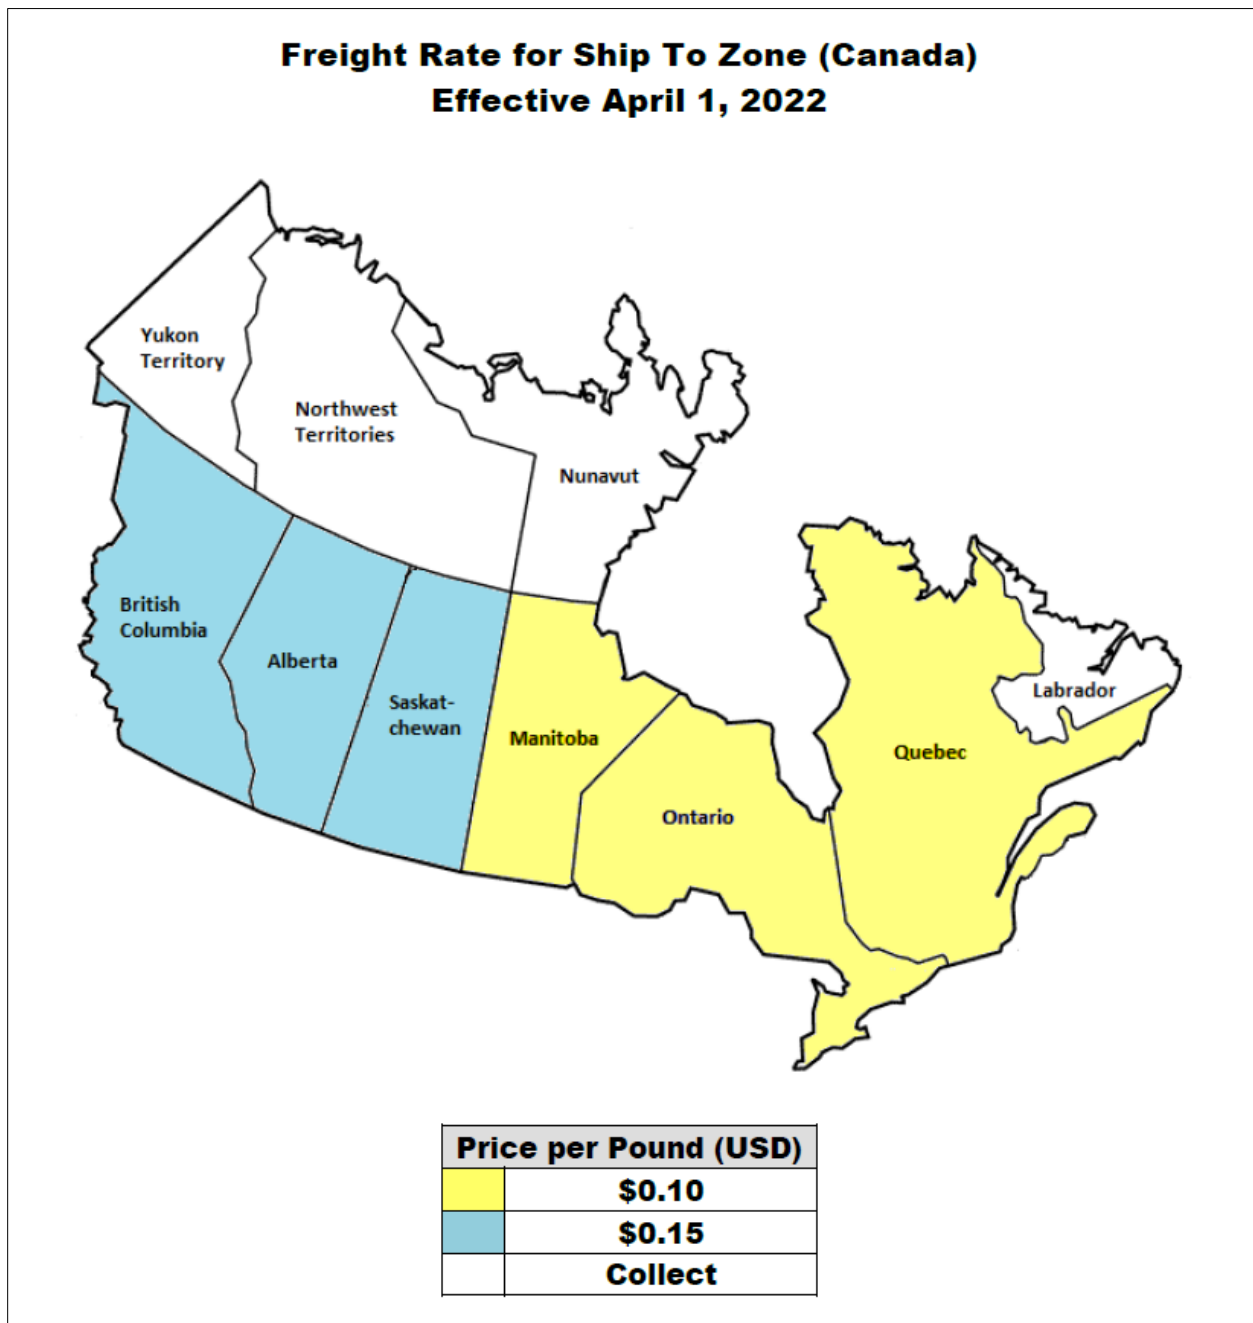 Freight Rate for Ship To Zone (Canada)
Effective April 1, 2022
Yukon
Territory
Northwest
Territories
Nunavut
British
Columbia
Alberta
Saskat-
chewan
Manitoba
Ontario
Quebec
Labrador
Price per Pound (USD)
$0.10
$0.15
Collect